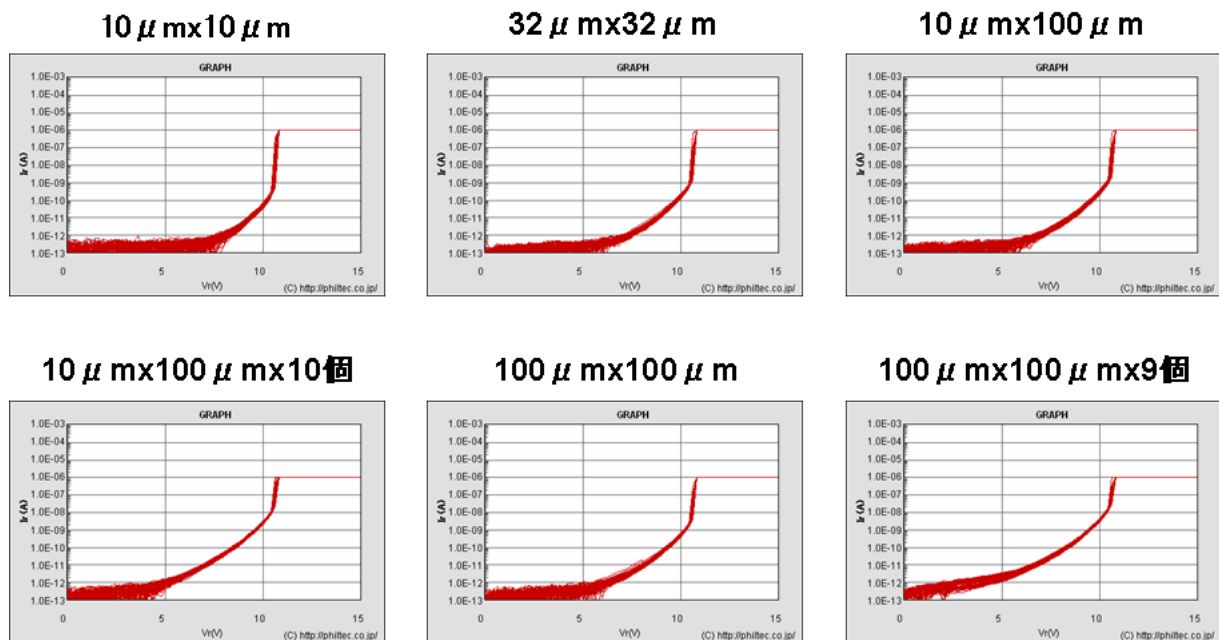 10μmx10μm
32μmx32μm
10μmx100μm
GRAPH
1.0E-03
1.0E-04
1.0E-05
1.0E-06
1.0E-07
1.0E-08
1.0E-09
1.0E-10
1.0E-11
1.0E-12
1.0E-13
Ir(A)
0 5 10 15
Vr(V)
(C) http://philtec.co.jp/
GRAPH
1.0E-03
1.0E-04
1.0E-05
1.0E-06
1.0E-07
1.0E-08
1.0E-09
1.0E-10
1.0E-11
1.0E-12
1.0E-13
Ir(A)
0 5 10 15
Vr(V)
(C) http://philtec.co.jp/
GRAPH
1.0E-03
1.0E-04
1.0E-05
1.0E-06
1.0E-07
1.0E-08
1.0E-09
1.0E-10
1.0E-11
1.0E-12
1.0E-13
Ir(A)
0 5 10 15
Vr(V)
(C) http://philtec.co.jp/
10μmx100μmx10個
100μmx100μm
100μmx100μmx9個
GRAPH
1.0E-03
1.0E-04
1.0E-05
1.0E-06
1.0E-07
1.0E-08
1.0E-09
1.0E-10
1.0E-11
1.0E-12
1.0E-13
Ir(A)
0 5 10 15
Vr(V)
(C) http://philtec.co.jp/
GRAPH
1.0E-03
1.0E-04
1.0E-05
1.0E-06
1.0E-07
1.0E-08
1.0E-09
1.0E-10
1.0E-11
1.0E-12
1.0E-13
Ir(A)
0 5 10 15
Vr(V)
(C) http://philtec.co.jp/
GRAPH
1.0E-03
1.0E-04
1.0E-05
1.0E-06
1.0E-07
1.0E-08
1.0E-09
1.0E-10
1.0E-11
1.0E-12
1.0E-13
Ir(A)
0 5 10 15
Vr(V)
(C) http://philtec.co.jp/